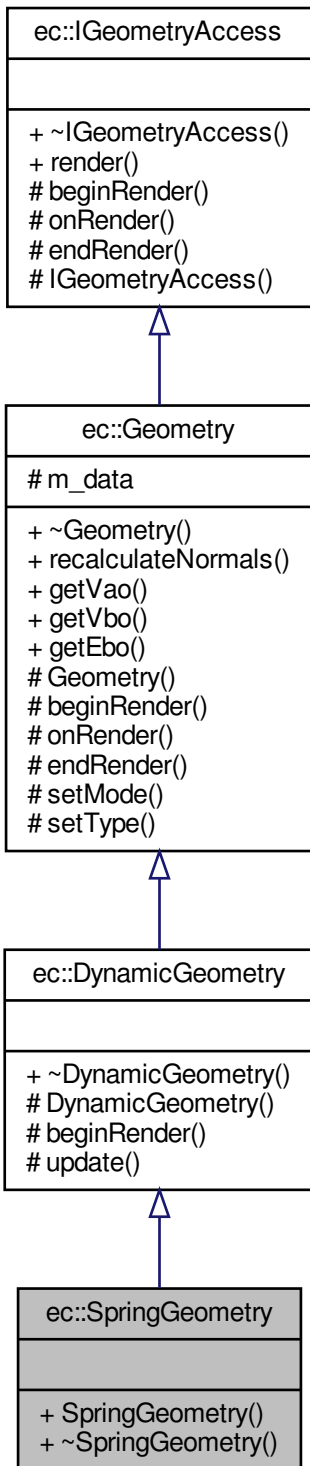 ec::IGeometryAccess
+ ~IGeometryAccess()
+ render()
# beginRender()
# onRender()
# endRender()
# IGeometryAccess()
ec::Geometry
# m_data
+ ~Geometry()
+ recalculateNormals()
+ getVao()
+ getVbo()
+ getEbo()
# Geometry()
# beginRender()
# onRender()
# endRender()
# setMode()
# setType()
ec::DynamicGeometry
+ ~DynamicGeometry()
# DynamicGeometry()
# beginRender()
# update()
ec::SpringGeometry
+ SpringGeometry()
+ ~SpringGeometry()